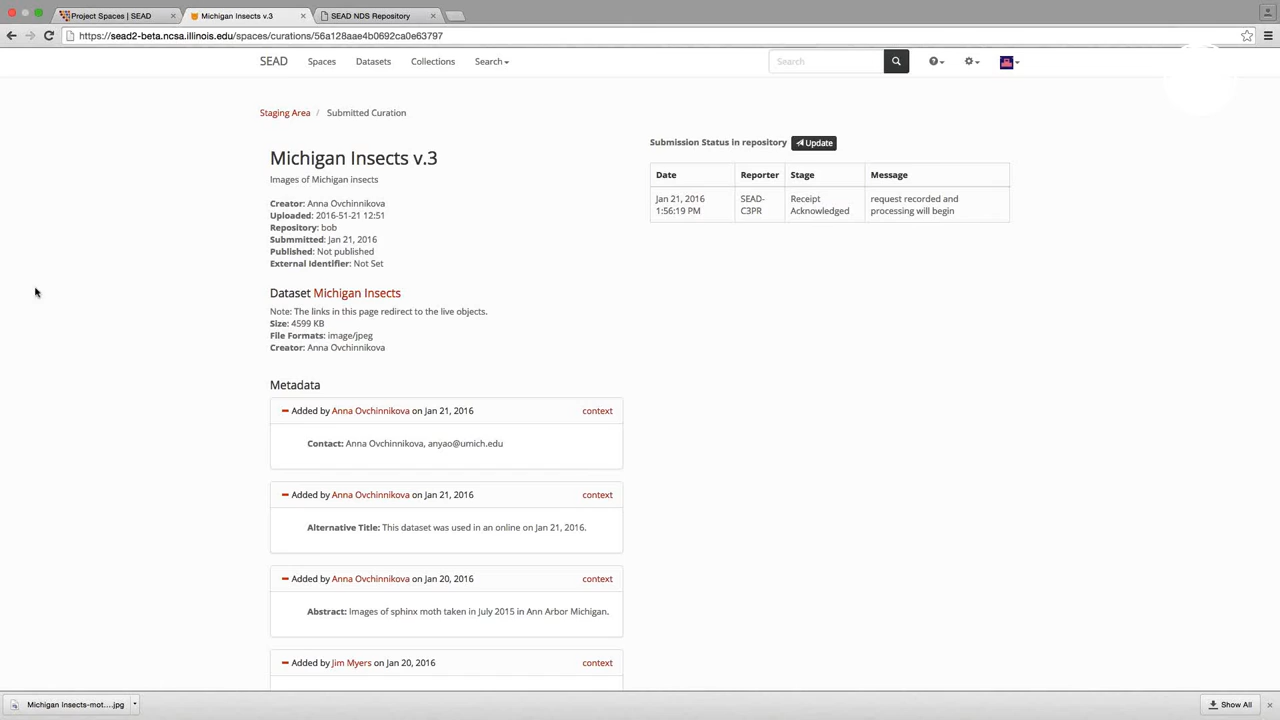 Project Spaces | SEAD
Michigan Insects v.3
SEAD NDS Repository
https://sead2-beta.ncsa.illinois.edu/spaces/curations/56a128aae4b0692ca0e63797
SEAD Spaces Datasets Collections Search Search
Staging Area / Submitted Curation
Michigan Insects v.3
Images of Michigan insects
Creator: Anna Ovchinnikova
Uploaded: 2016-51-21 12:51
Repository: bob
Submmitted: Jan 21, 2016
Published: Not published
External Identifier: Not Set
Dataset Michigan Insects
Note: The links in this page redirect to the live objects.
Size: 4599 KB
File Formats: image/jpeg
Creator: Anna Ovchinnikova
Metadata
Added by Anna Ovchinnikova on Jan 21, 2016 context
Contact: Anna Ovchinnikova, anyao@umich.edu
Added by Anna Ovchinnikova on Jan 21, 2016 context
Alternative Title: This dataset was used in an online on Jan 21, 2016.
Added by Anna Ovchinnikova on Jan 20, 2016 context
Abstract: Images of sphinx moth taken in July 2015 in Ann Arbor Michigan.
Added by Jim Myers on Jan 20, 2016 context
Submission Status in repository Update
Date Reporter Stage Message
Jan 21, 2016 SEAD- Receipt request recorded and
1:56:19 PM C3PR Acknowledged processing will begin
Michigan Insects-mot....jpg
Show All